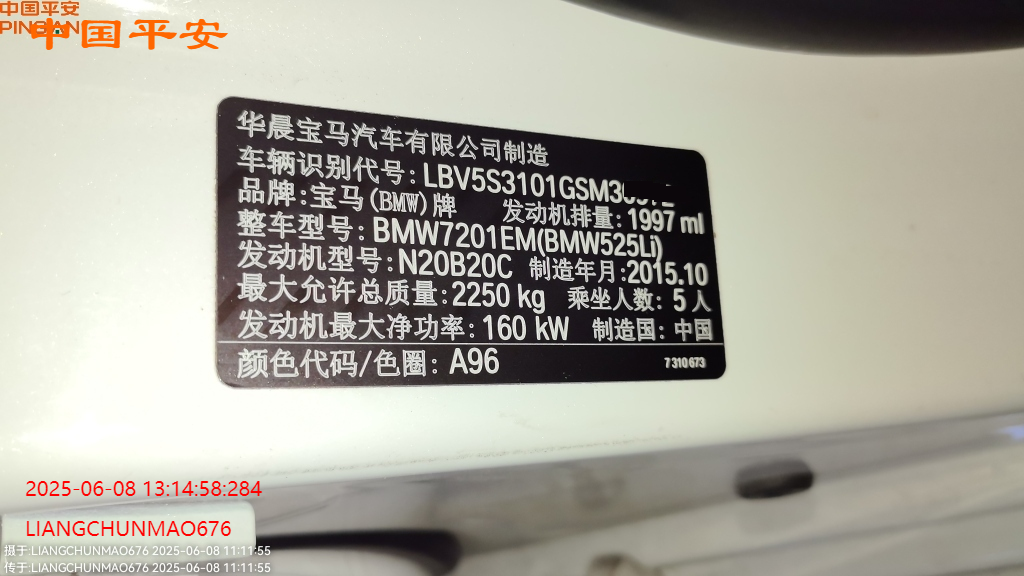 中国平安
PINGAN
中国平安
华晨宝马汽车有限公司制造
车辆识别代号: LBV5S3101GSM3
品牌: 宝马(BMW)牌 发动机排量: 1997 ml
整车型号: BMW7201EM(BMW525Li)
发动机型号: N20B20C 制造年月: 2015.10
最大允许总质量: 2250 kg 乘坐人数: 5 人
发动机最大净功率: 160 kW 制造国: 中国
颜色代码/色圈: A96 7 310 673
2025-06-08 13:14:58:284
LIANGCHUNMAO676
摄于 LIANGCHUNMAO676 2025-06-08 11:11:55
传于 LIANGCHUNMAO676 2025-06-08 11:11:55